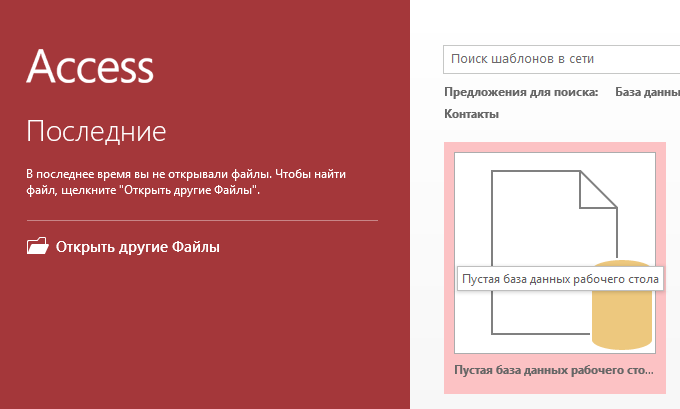 Access
Последние
В последнее время вы не открывали файлы. Чтобы найти
файл, щелкните "Открыть другие Файлы".
Открыть другие Файлы
Поиск шаблонов в сети
Предложения для поиска: База данны
Контакты
Пустая база данных рабочего стола
Пустая база данных рабочего сто...